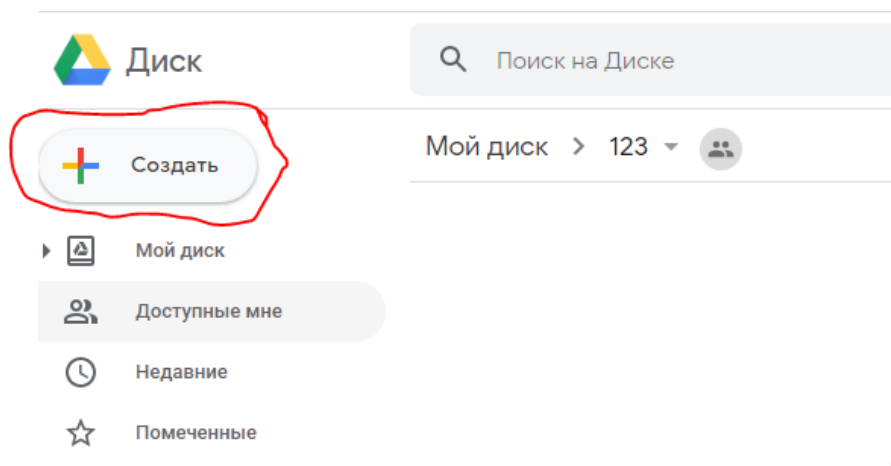 Диск
Поиск на Диске
Создать
Мой диск > 123
Мой диск
Доступные мне
Недавние
Помеченные